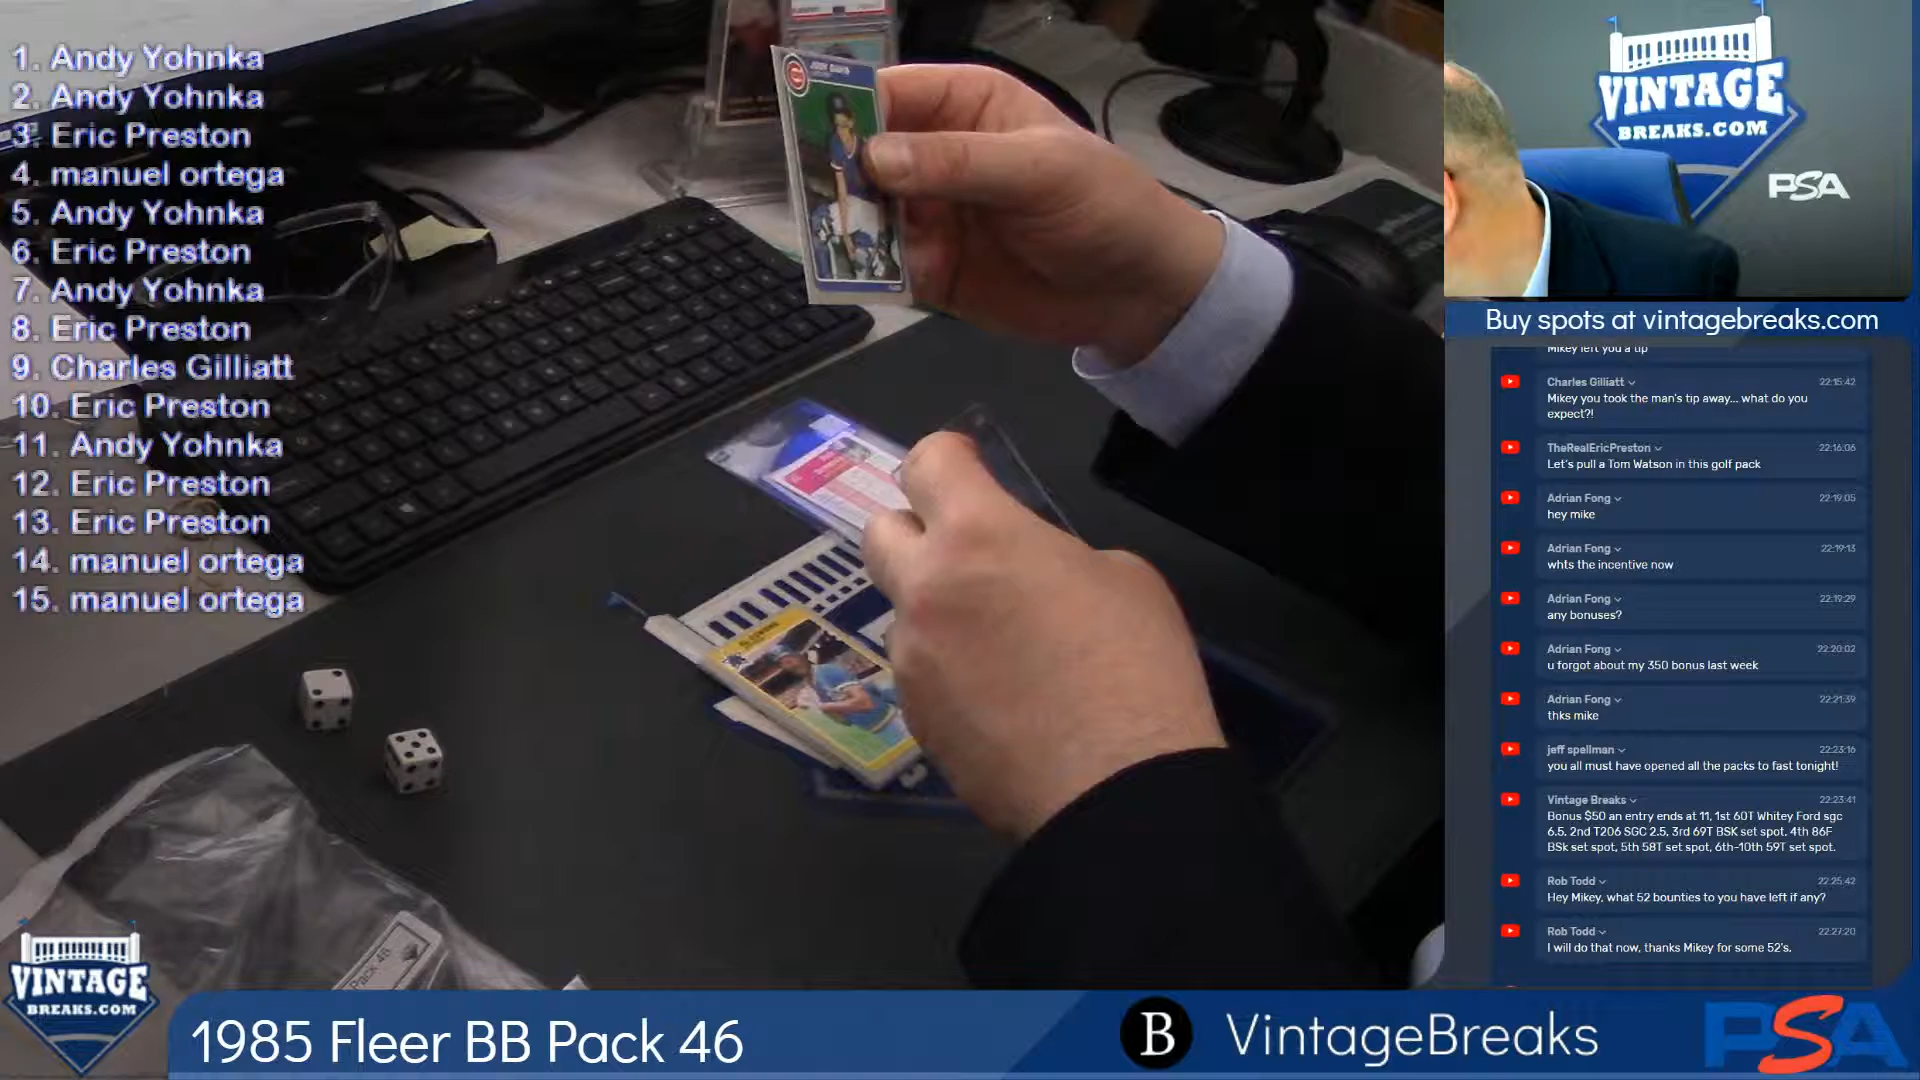 1. Andy Yohnka
2. Andy Yohnka
3. Eric Preston
4. manuel ortega
5. Andy Yohnka
6. Eric Preston
7. Andy Yohnka
8. Eric Preston
9. Charles Gilliatt
10. Eric Preston
11. Andy Yohnka
12. Eric Preston
13. Eric Preston
14. manuel ortega
15. manuel ortega
JODY DAVIS
Pack 46
VINTAGE
BREAKS.COM
PSA
Buy spots at vintagebreaks.com
Mikey left you a tip
Charles Gilliatt 22:15:42
Mikey you took the man's tip away... what do you
expect?!
TheRealEricPreston 22:16:06
Let's pull a Tom Watson in this golf pack
Adrian Fong 22:19:05
hey mike
Adrian Fong 22:19:13
whts the incentive now
Adrian Fong 22:19:29
any bonuses?
Adrian Fong 22:20:02
u forgot about my 350 bonus last week
Adrian Fong 22:21:39
thks mike
jeff spellman 22:23:16
you all must have opened all the packs to fast tonight!
Vintage Breaks 22:23:41
Bonus $50 an entry ends at 11, 1st 60T Whitey Ford sgc
6.5, 2nd T206 SGC 2.5, 3rd 69T BSK set spot, 4th 86F
BSk set spot, 5th 58T set spot, 6th-10th 59T set spot.
Rob Todd 22:25:42
Hey Mikey, what 52 bounties to you have left if any?
Rob Todd 22:27:20
I will do that now, thanks Mikey for some 52's.
VINTAGE
BREAKS.COM
1985 Fleer BB Pack 46
B VintageBreaks
PSA